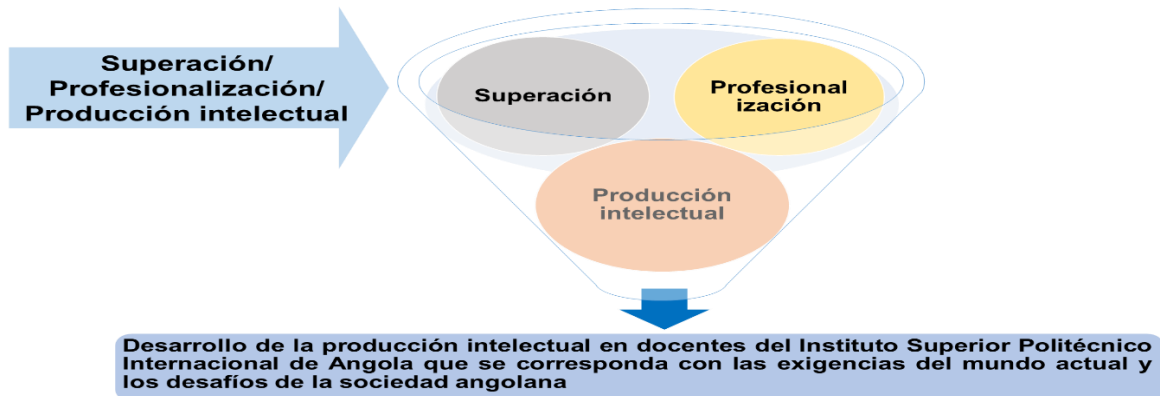 Superación/
Profesionalización/
Producción intelectual
Superación
Profesional
ización
Producción
intelectual
Desarrollo de la producción intelectual en docentes del Instituto Superior Politécnico
Internacional de Angola que se corresponda con las exigencias del mundo actual y
los desafíos de la sociedad angolana